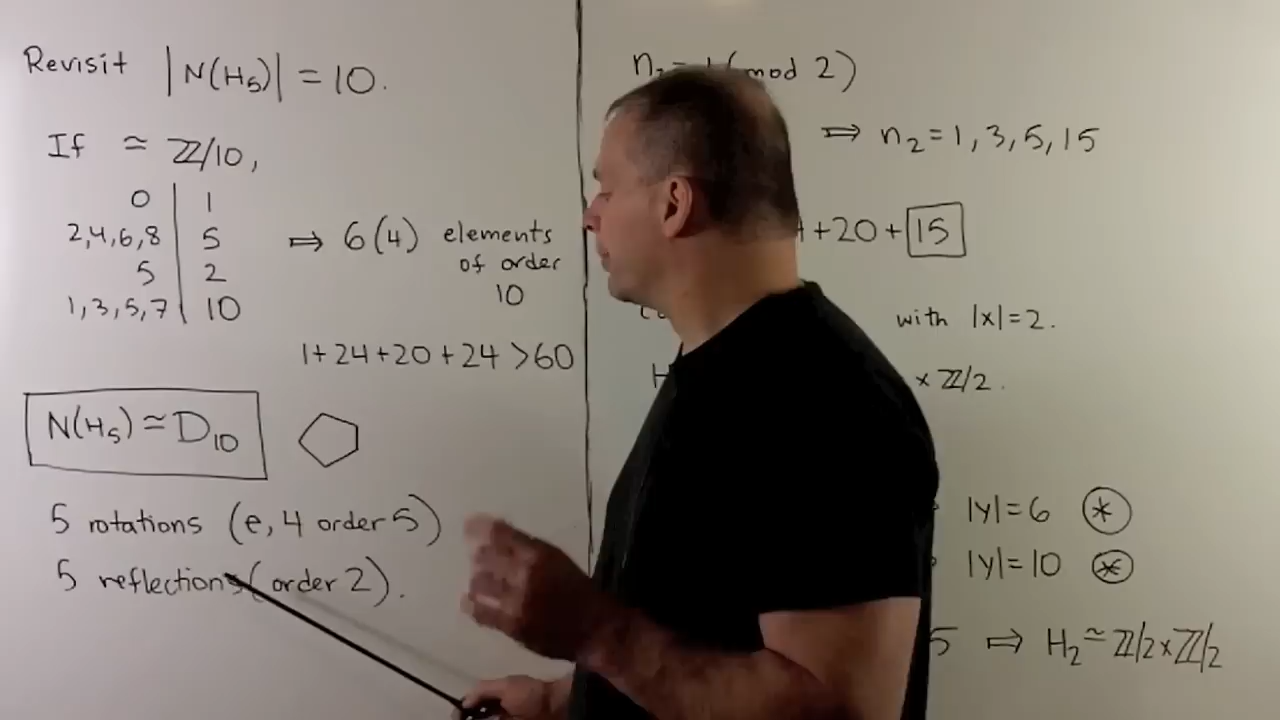 Revisit |N(H₅)| = 10.
If ≃ ℤ/10,
0 | 1
2,4,6,8 | 5
5 | 2
1,3,5,7 | 10
⇒ 6(4) elements
of order
10
1+24+20+24 >60
N(H₅) ≃ D₁₀
5 rotations (e, 4 order 5)
5 reflections (order 2).
mod 2)
⇒ n₂ = 1, 3, 5, 15
+20+ 15
with |x|=2.
× ℤ/2.
|y|=6 *
|y|=10 *
5 ⇒ H₂ ≃ ℤ/2×ℤ/2